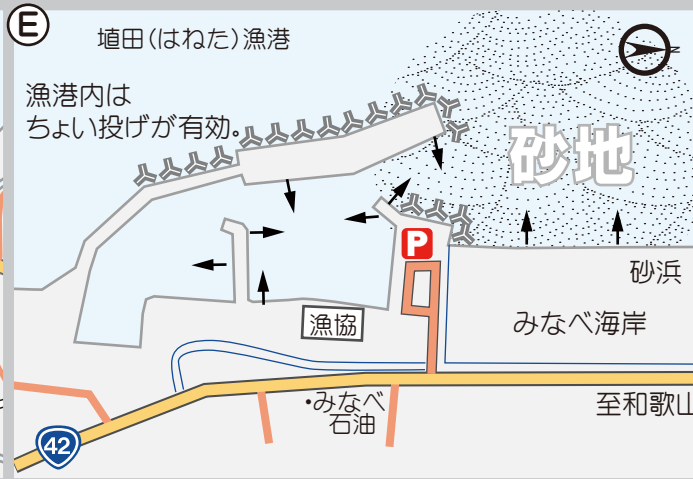 E
埴田(はねた)漁港
N
漁港内は
ちょい投げが有効。
砂地
P
砂浜
漁協
みなべ海岸
・みなべ
石油
至和歌山
42